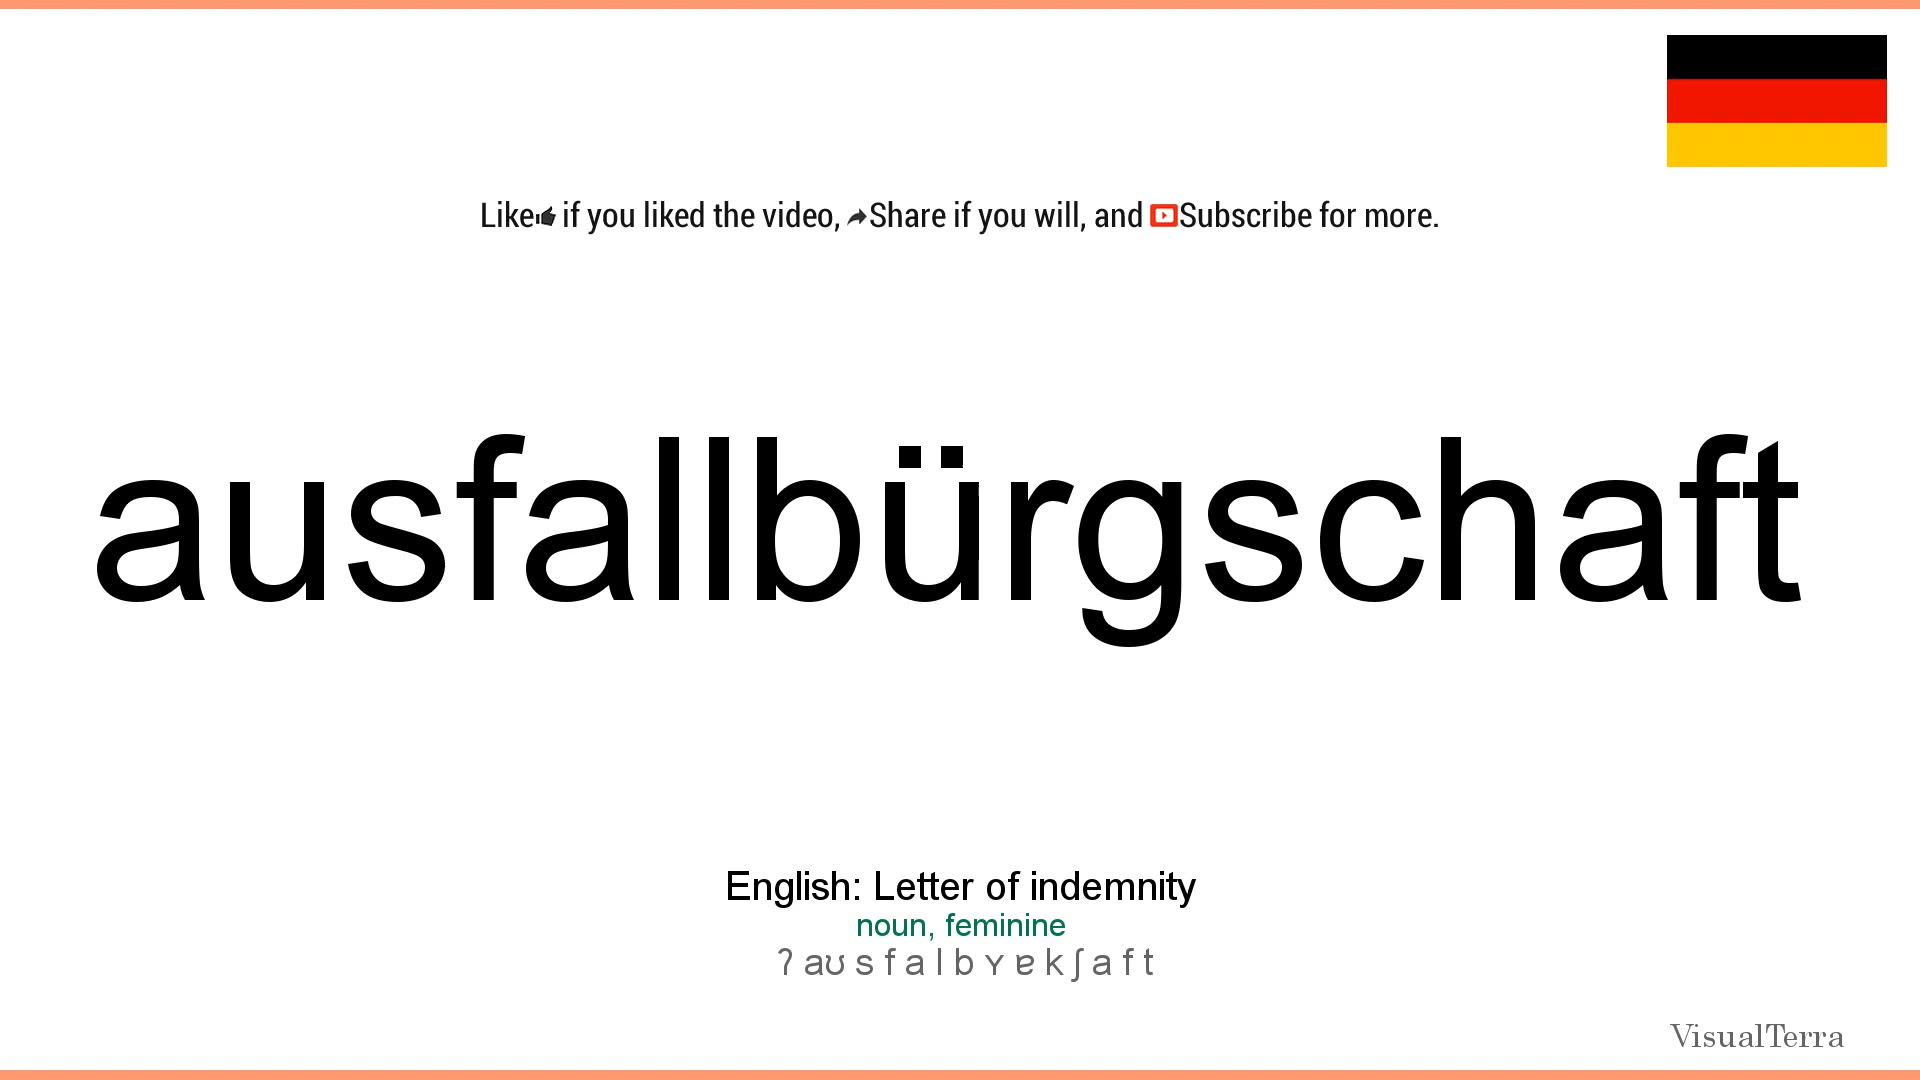 Like if you liked the video, Share if you will, and Subscribe for more.
ausfallbürgschaft
English: Letter of indemnity
noun, feminine
ʔ aʊ s f a l b ʏ ɐ k ʃ a f t
VisualTerra